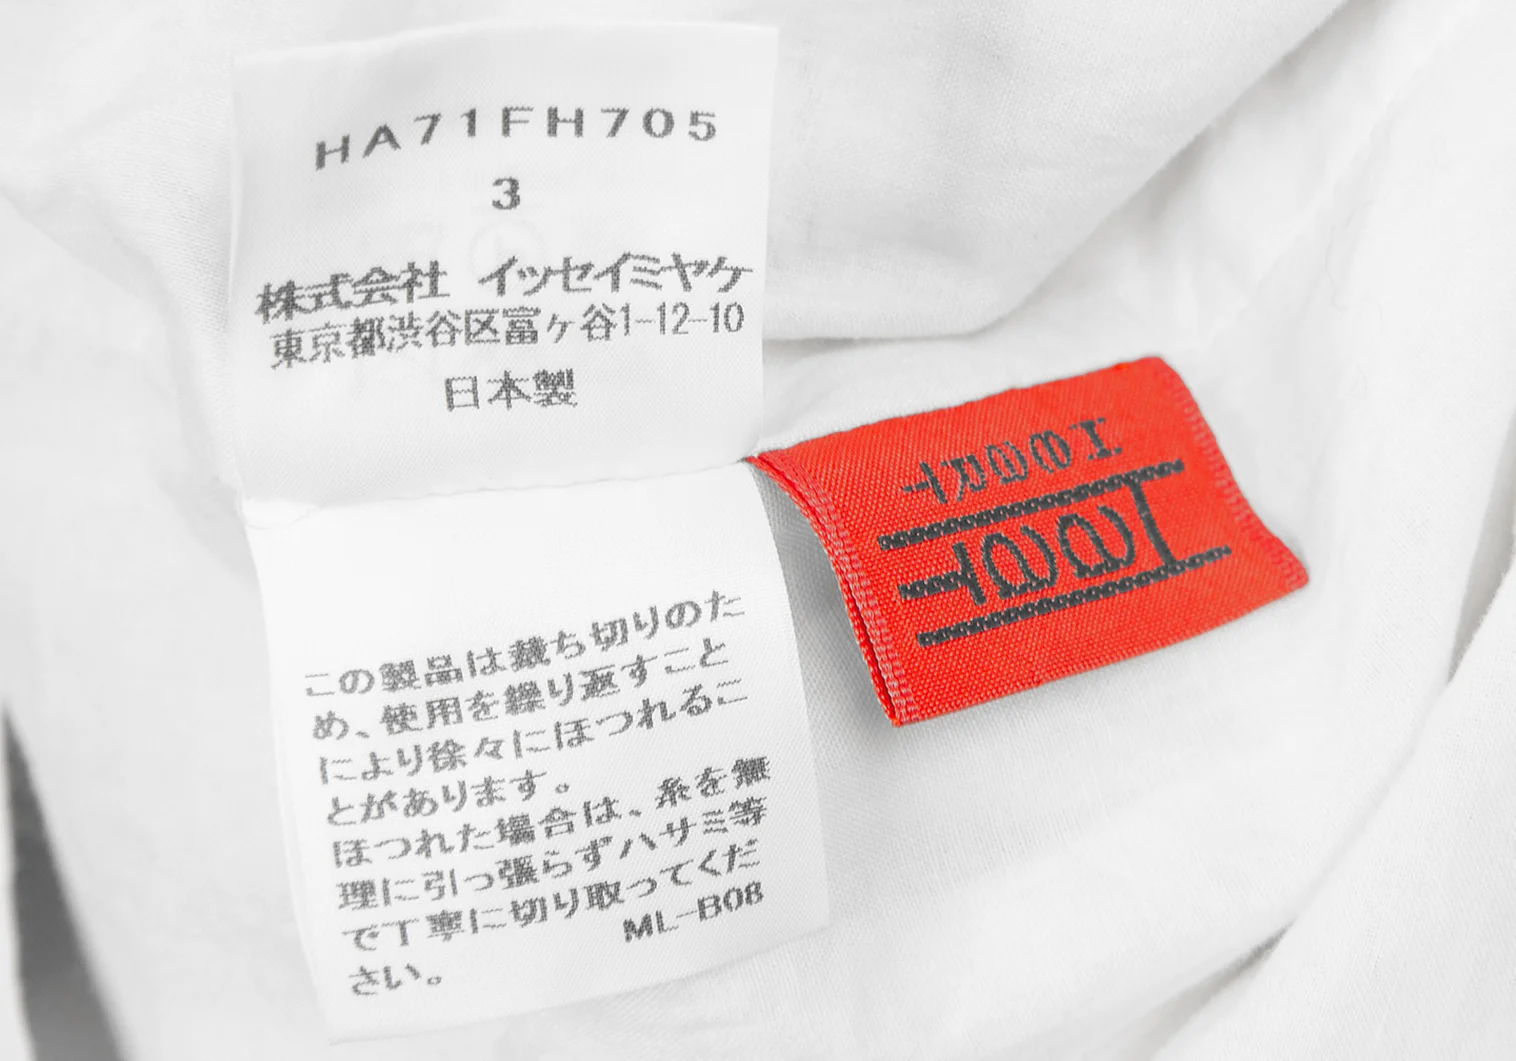 HA71FH705
3
株式会社 イッセイミヤケ
東京都渋谷区富ヶ谷1-12-10
日本製
この製品は裁ち切りのた
め、使用を繰り返すこと
により徐々にほつれるこ
とがあります。
ほつれた場合は、糸を無
理に引っ張らずハサミ等
で丁寧に切り取ってくだ
さい。
ML-B08